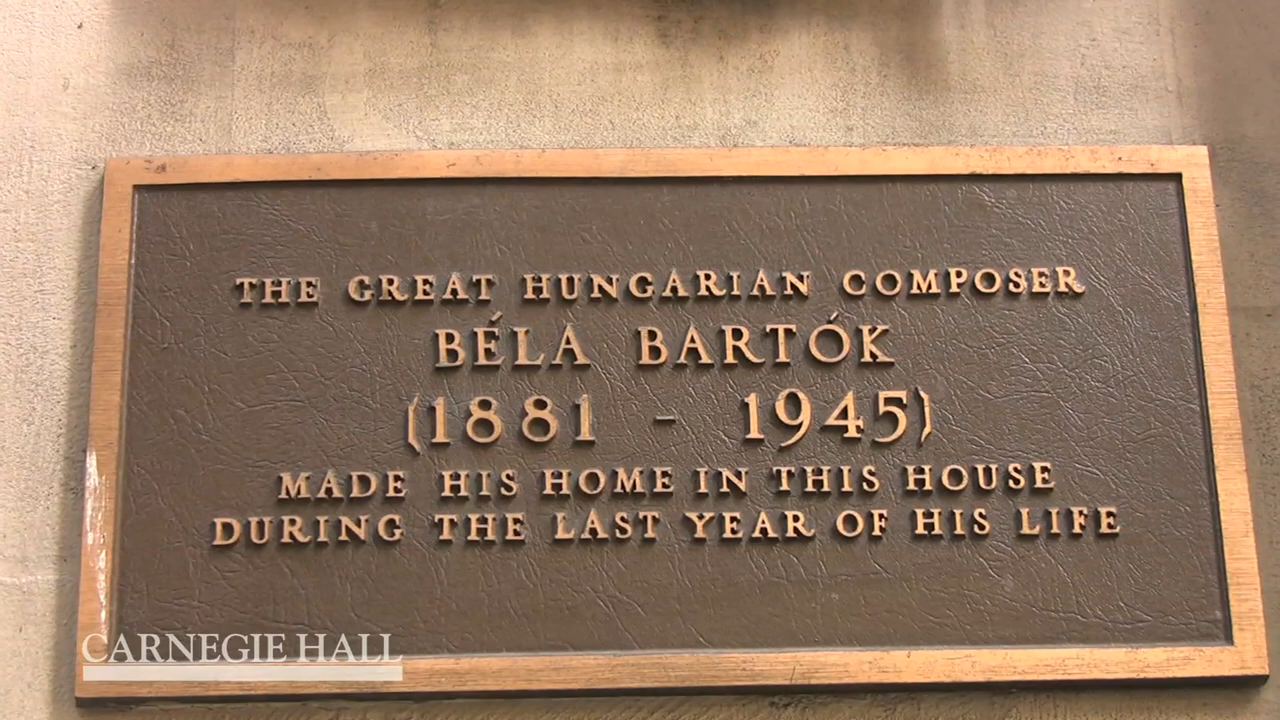 THE GREAT HUNGARIAN COMPOSER
BÉLA BARTÓK
(1881 - 1945)
MADE HIS HOME IN THIS HOUSE
DURING THE LAST YEAR OF HIS LIFE
CARNEGIE HALL